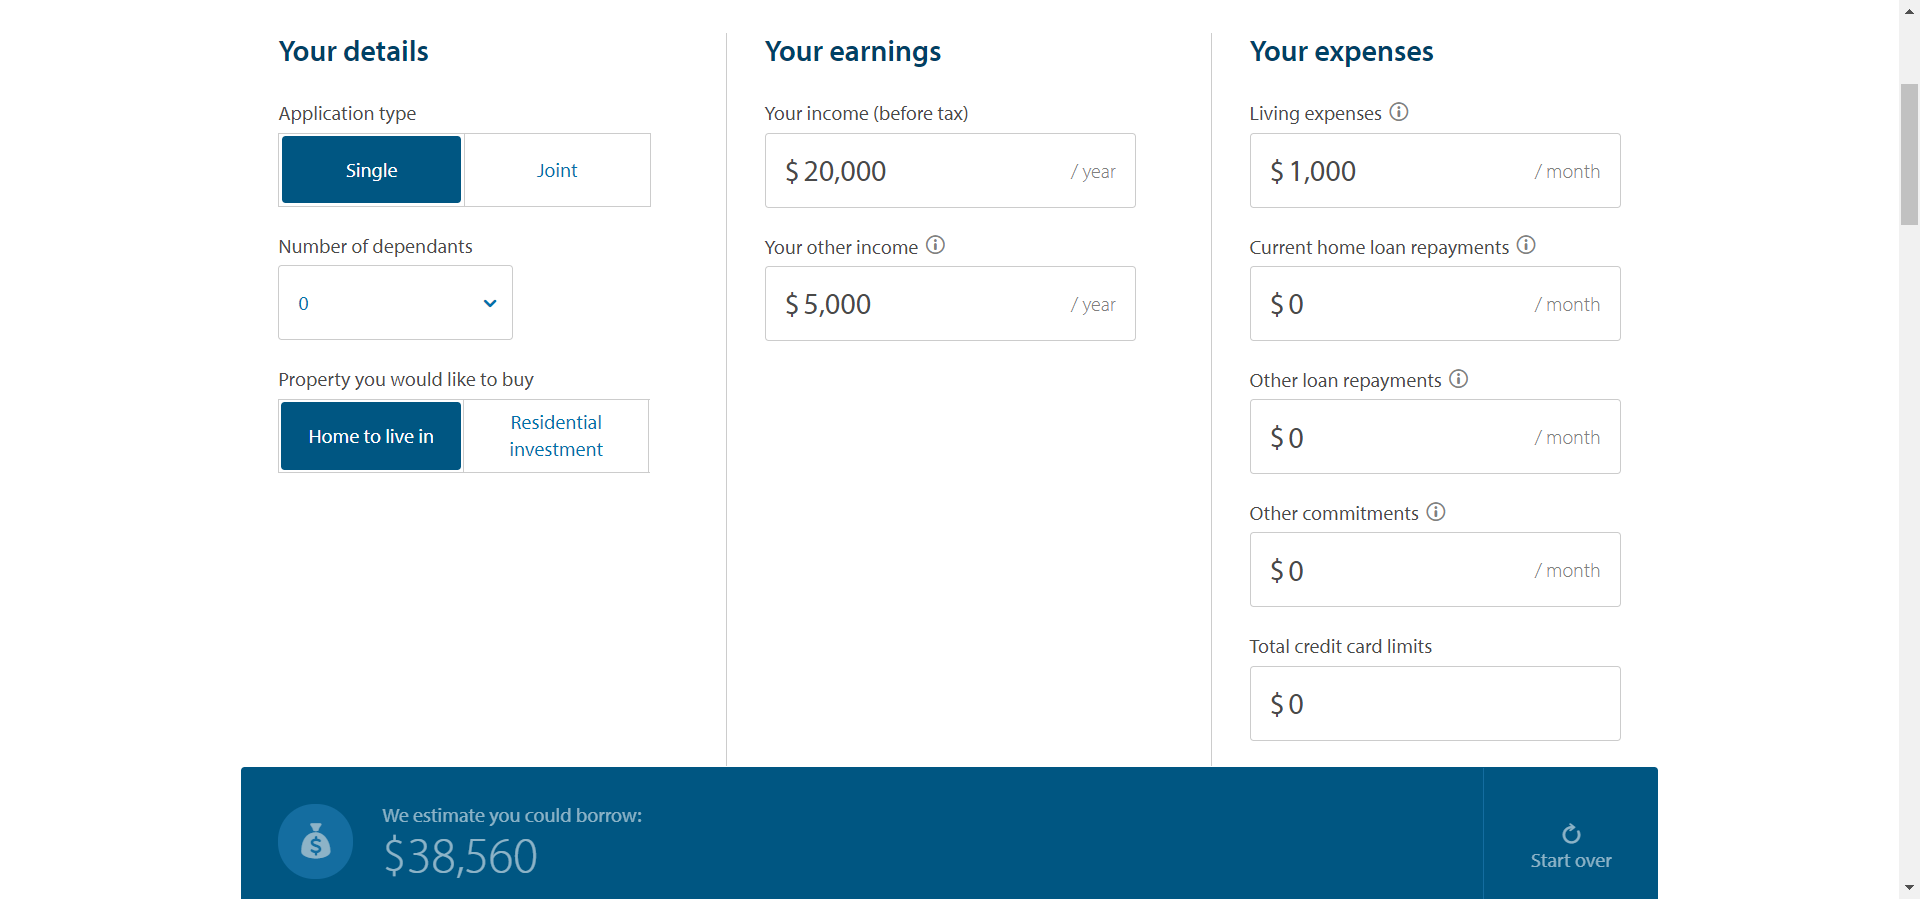 Your details
Application type
Single
Joint
Number of dependants
0
Property you would like to buy
Home to live in
Residential
investment
Your earnings
Your income (before tax)
$ 20,000 / year
Your other income
$ 5,000 / year
Your expenses
Living expenses
$ 1,000 / month
Current home loan repayments
$ 0 / month
Other loan repayments
$ 0 / month
Other commitments
$ 0 / month
Total credit card limits
$ 0
We estimate you could borrow:
$38,560
Start over